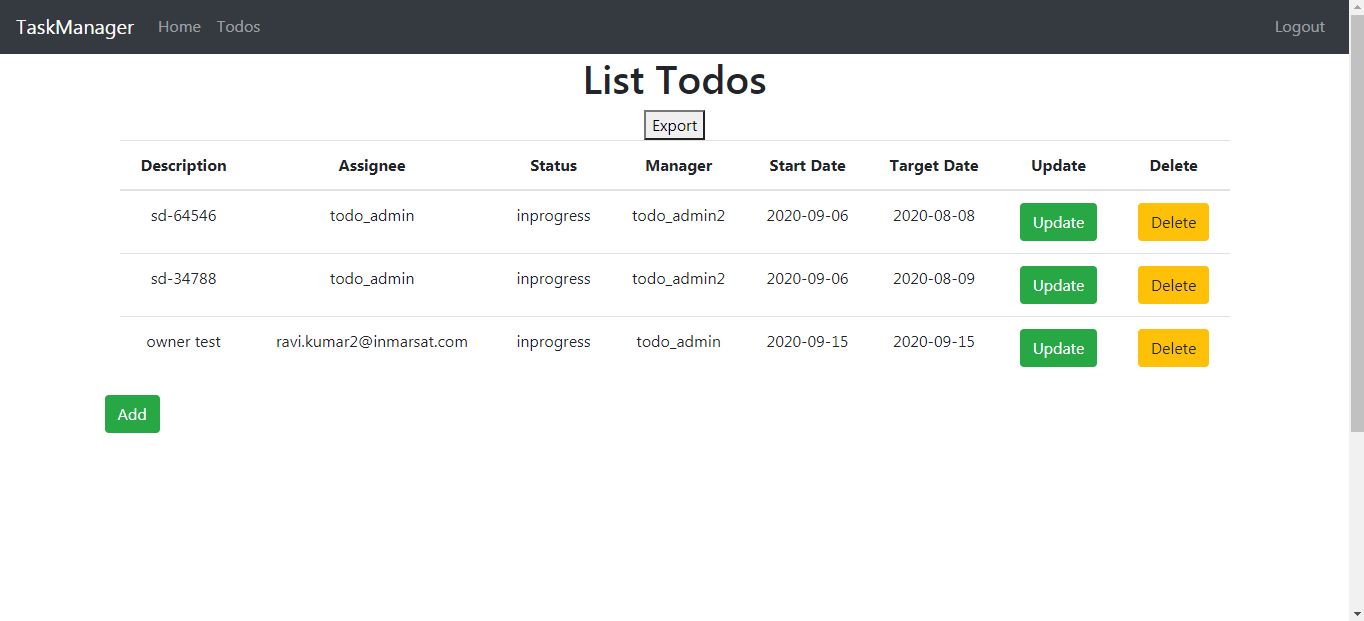 TaskManager Home Todos Logout
List Todos
Export
Description Assignee Status Manager Start Date Target Date Update Delete
sd-64546 todo_admin inprogress todo_admin2 2020-09-06 2020-08-08 Update Delete
sd-34788 todo_admin inprogress todo_admin2 2020-09-06 2020-08-09 Update Delete
owner test ravi.kumar2@inmarsat.com inprogress todo_admin 2020-09-15 2020-09-15 Update Delete
Add